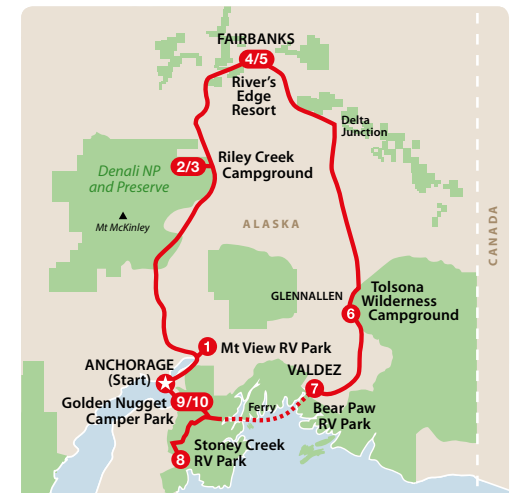 FAIRBANKS
4/5
River's
Edge
Resort
Delta
Junction
2/3
Riley Creek
Campground
Denali NP
and Preserve
Mt McKinley
ALASKA
CANADA
GLENNALLEN
Tolsona
Wilderness
Campground
6
1
Mt View RV Park
ANCHORAGE
(Start)
VALDEZ
7
9/10
Golden Nugget
Camper Park
Ferry
Bear Paw
RV Park
8
Stoney Creek
RV Park